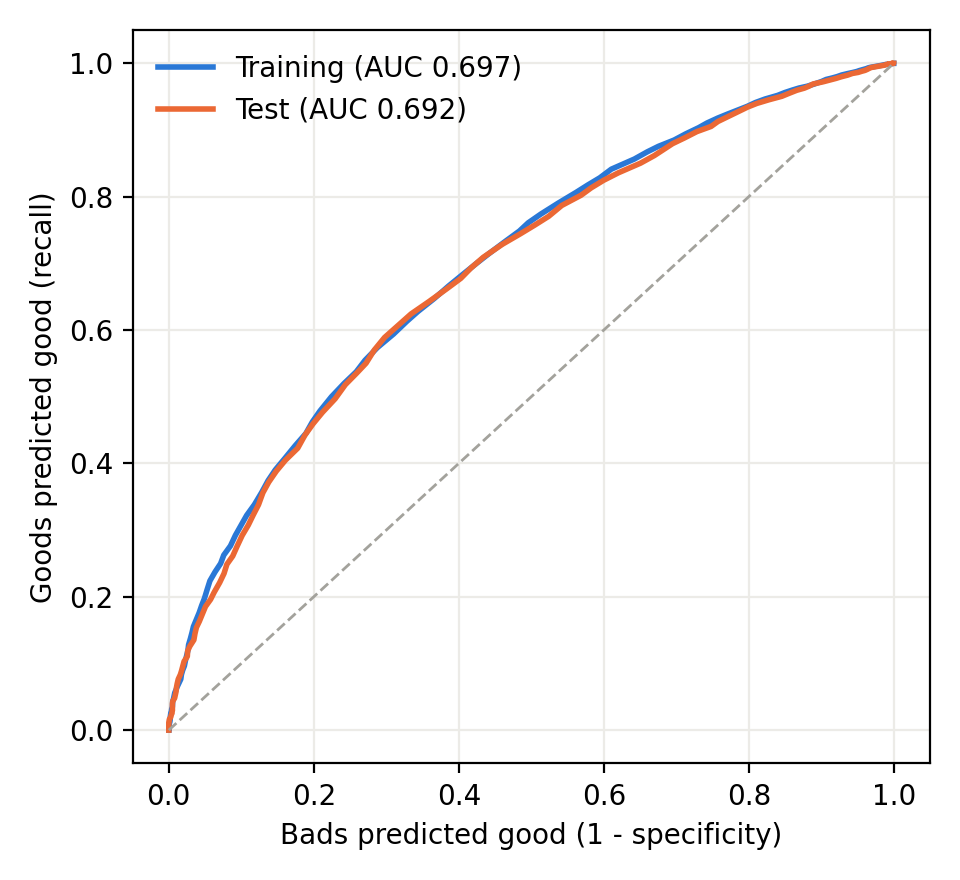 Training (AUC 0.697)
Test (AUC 0.692)
1.0
0.8
0.6
0.4
0.2
0.0
Goods predicted good (recall)
0.0 0.2 0.4 0.6 0.8 1.0
Bads predicted good (1 - specificity)